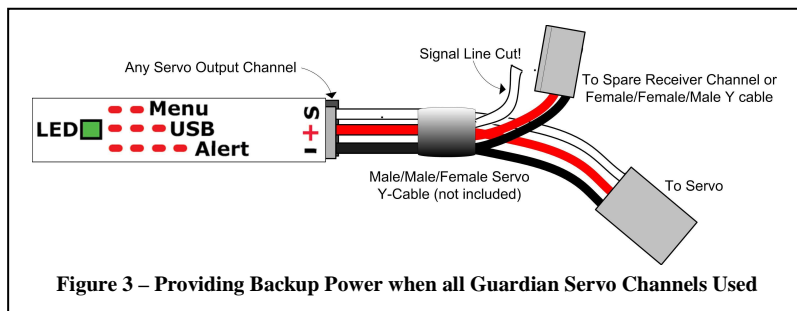 Signal Line Cut!
Any Servo Output Channel
To Spare Receiver Channel or
Female/Female/Male Y cable
Menu
LED USB
Alert
S
+
-
Male/Male/Female Servo
Y-Cable (not included)
To Servo
Figure 3 – Providing Backup Power when all Guardian Servo Channels Used